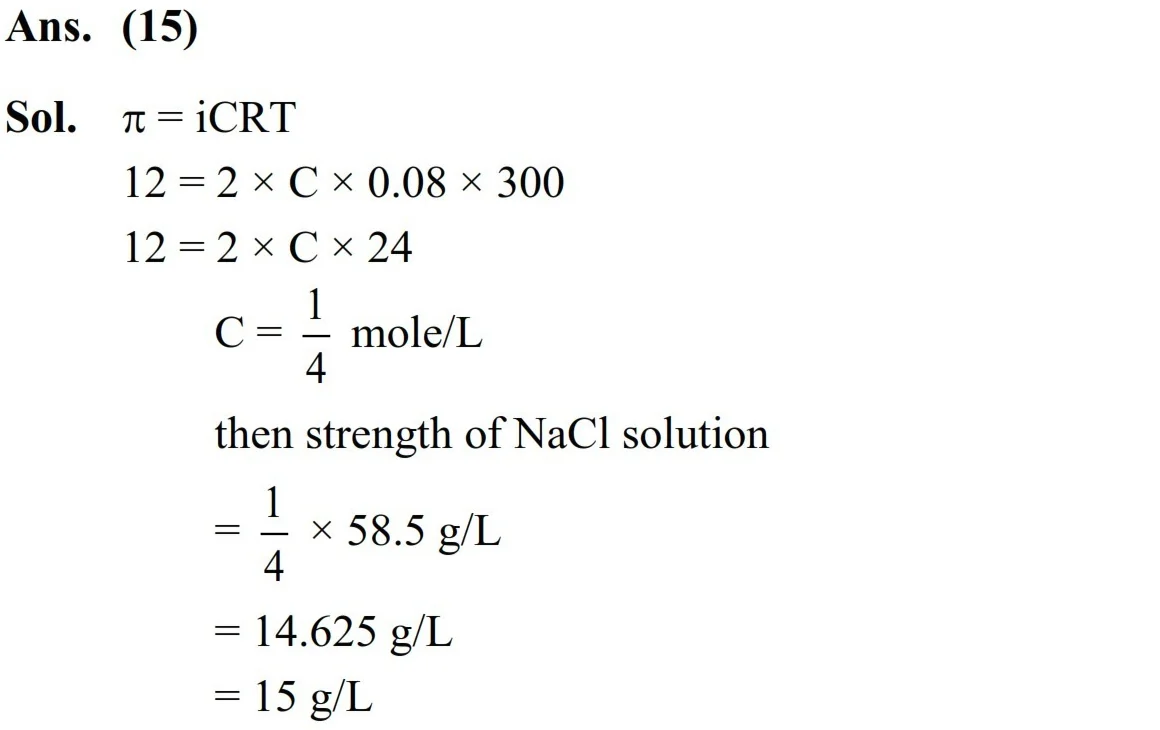 Ans. (15)
Sol. π = iCRT
12 = 2 × C × 0.08 × 300
12 = 2 × C × 24
C = 1/4 mole/L
then strength of NaCl solution
= 1/4 × 58.5 g/L
= 14.625 g/L
= 15 g/L